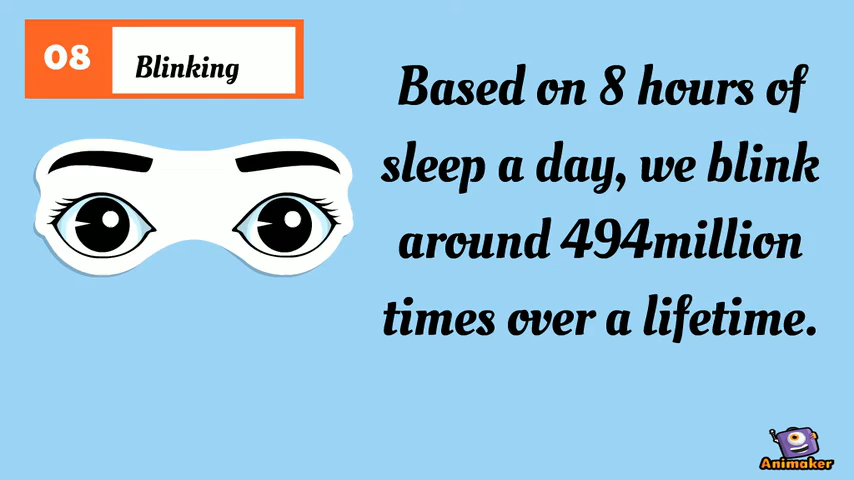 08
Blinking
Based on 8 hours of
sleep a day, we blink
around 494million
times over a lifetime.
Animaker